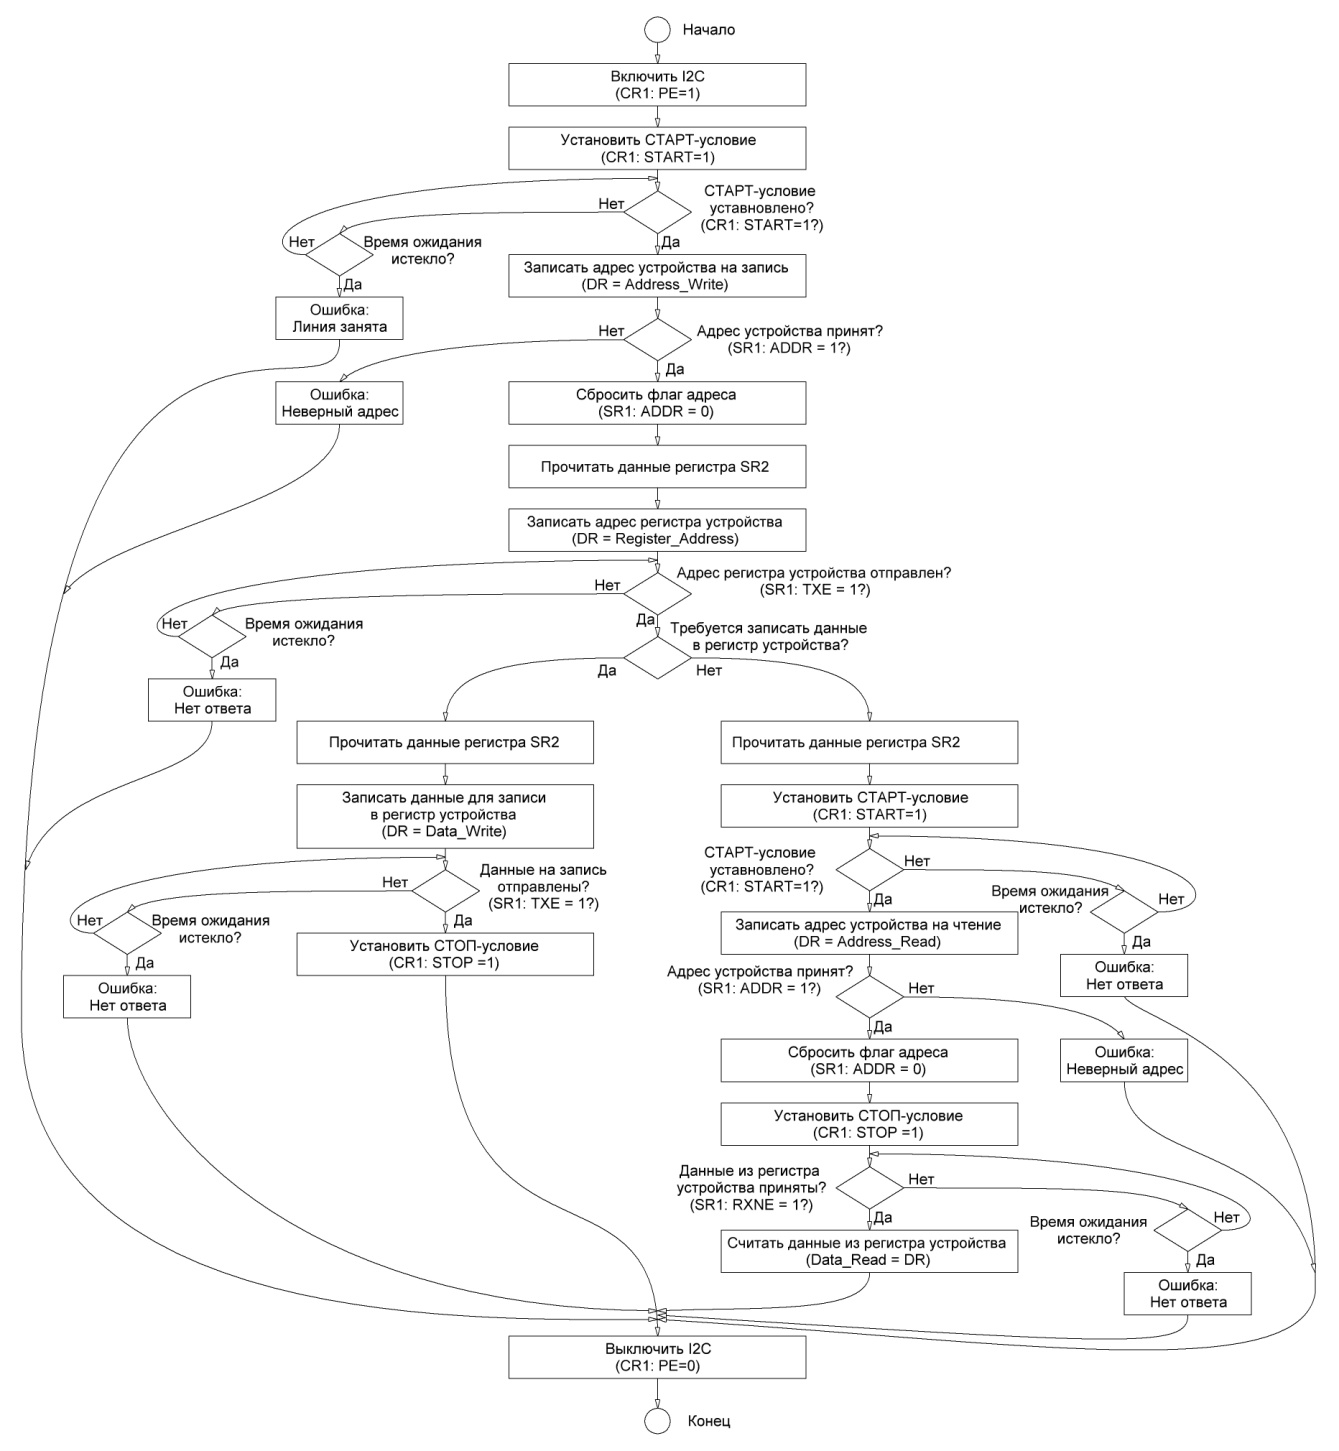 Начало
Включить I2C
(CR1: PE=1)
Установить СТАРТ-условие
(CR1: START=1)
СТАРТ-условие
уставновлено?
(CR1: START=1?)
Нет
Да
Нет
Время ожидания
истекло?
Да
Ошибка:
Линия занята
Записать адрес устройства на запись
(DR = Address_Write)
Нет
Адрес устройства принят?
(SR1: ADDR = 1?)
Да
Ошибка:
Неверный адрес
Сбросить флаг адреса
(SR1: ADDR = 0)
Прочитать данные регистра SR2
Записать адрес регистра устройства
(DR = Register_Address)
Нет
Адрес регистра устройства отправлен?
(SR1: TXE = 1?)
Да
Нет
Время ожидания
истекло?
Да
Ошибка:
Нет ответа
Требуется записать данные
в регистр устройства?
Да
Нет
Прочитать данные регистра SR2
Записать данные для записи
в регистр устройства
(DR = Data_Write)
Нет
Данные на запись
отправлены?
(SR1: TXE = 1?)
Да
Нет
Время ожидания
истекло?
Да
Ошибка:
Нет ответа
Установить СТОП-условие
(CR1: STOP =1)
Прочитать данные регистра SR2
Установить СТАРТ-условие
(CR1: START=1)
СТАРТ-условие
уставновлено?
(CR1: START=1?)
Нет
Да
Время ожидания
истекло?
Нет
Да
Ошибка:
Нет ответа
Записать адрес устройства на чтение
(DR = Address_Read)
Адрес устройства принят?
(SR1: ADDR = 1?)
Нет
Да
Ошибка:
Неверный адрес
Сбросить флаг адреса
(SR1: ADDR = 0)
Установить СТОП-условие
(CR1: STOP =1)
Данные из регистра
устройства приняты?
(SR1: RXNE = 1?)
Нет
Да
Время ожидания
истекло?
Нет
Да
Ошибка:
Нет ответа
Считать данные из регистра устройства
(Data_Read = DR)
Выключить I2C
(CR1: PE=0)
Конец